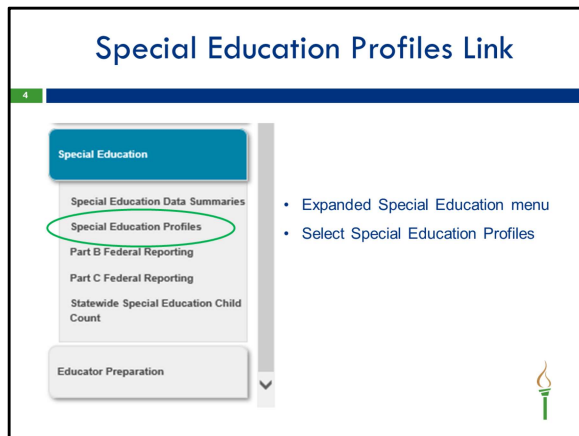 Special Education Profiles Link
4
Special Education
Special Education Data Summaries
Special Education Profiles
Part B Federal Reporting
Part C Federal Reporting
Statewide Special Education Child
Count
Educator Preparation
• Expanded Special Education menu
• Select Special Education Profiles